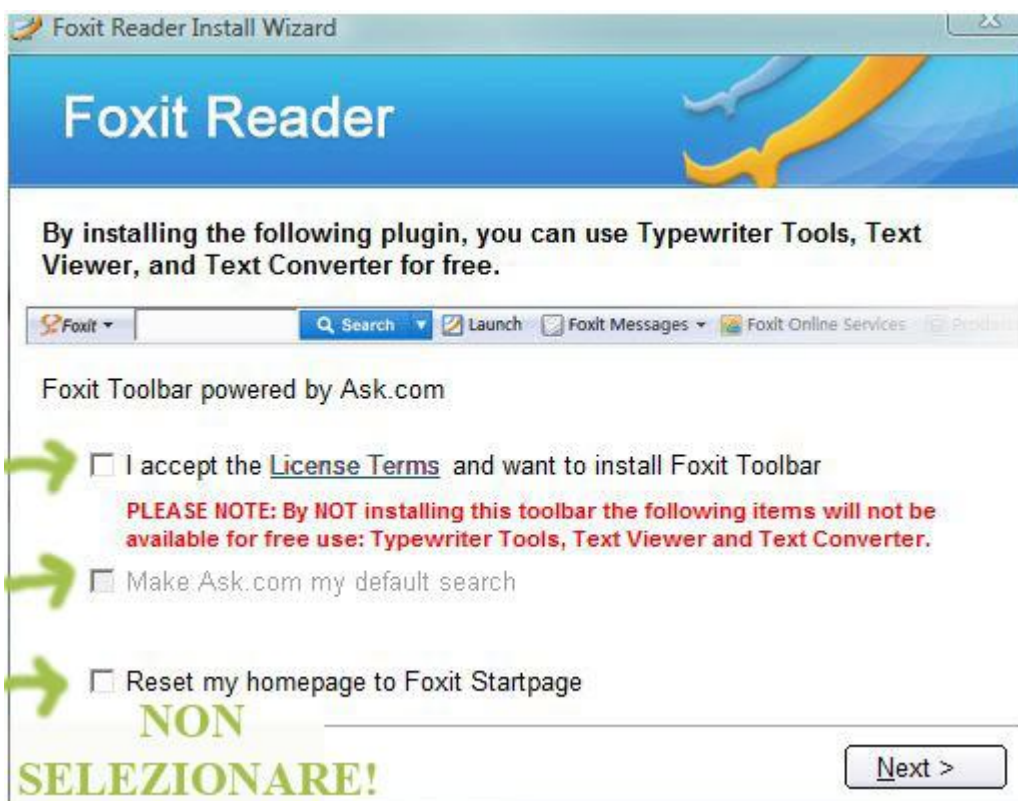 Foxit Reader Install Wizard
Foxit Reader
By installing the following plugin, you can use Typewriter Tools, Text
Viewer, and Text Converter for free.
Foxit Search Launch Foxit Messages Foxit Online Services
Foxit Toolbar powered by Ask.com
I accept the License Terms and want to install Foxit Toolbar
PLEASE NOTE: By NOT installing this toolbar the following items will not be
available for free use: Typewriter Tools, Text Viewer and Text Converter.
Make Ask.com my default search
Reset my homepage to Foxit Startpage
NON
SELEZIONARE!
Next >